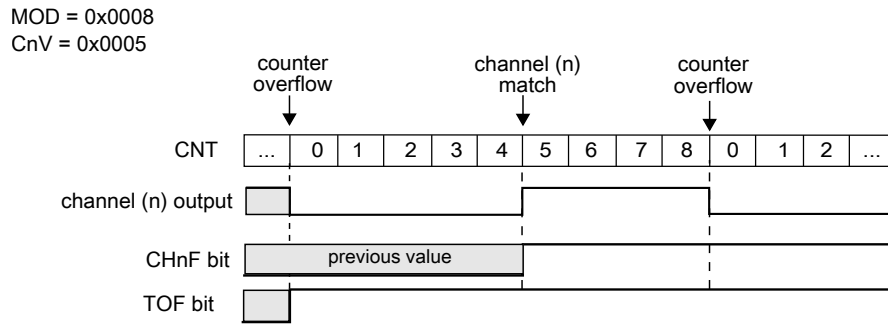 MOD = 0x0008
CnV = 0x0005
counter
overflow
channel (n)
match
counter
overflow
CNT ... 0 1 2 3 4 5 6 7 8 0 1 2 ...
channel (n) output
CHnF bit previous value
TOF bit